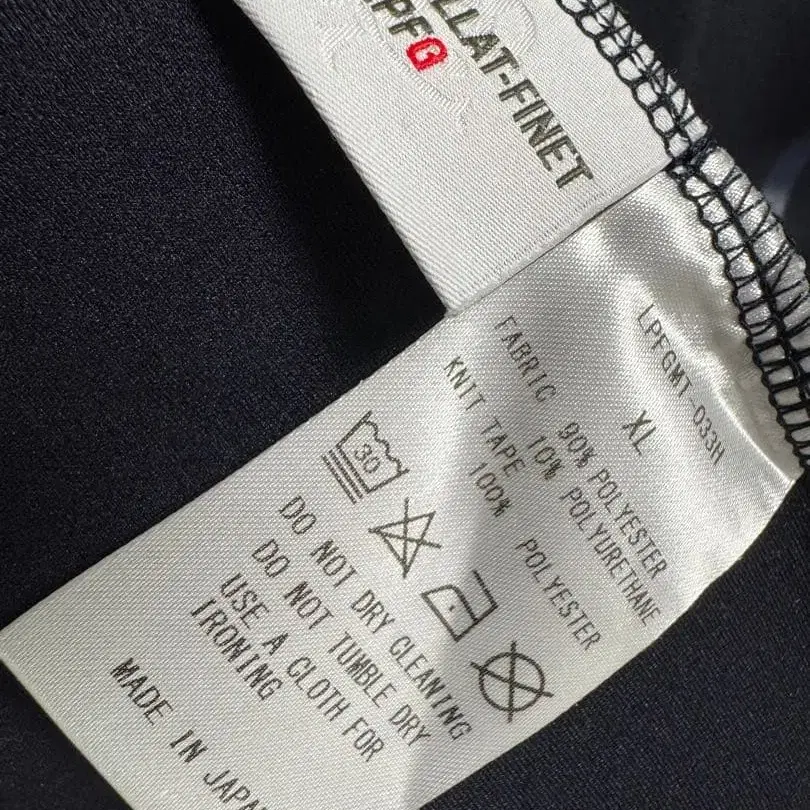 LLAT-FINET
PFG
LPFGMT-033H
XL
FABRIC 90% POLYESTER
10% POLYURETHANE
KNIT TAPE
100% POLYESTER
30
DO NOT DRY CLEANING
DO NOT TUMBLE DRY
USE A CLOTH FOR
IRONING
MADE IN JAPA